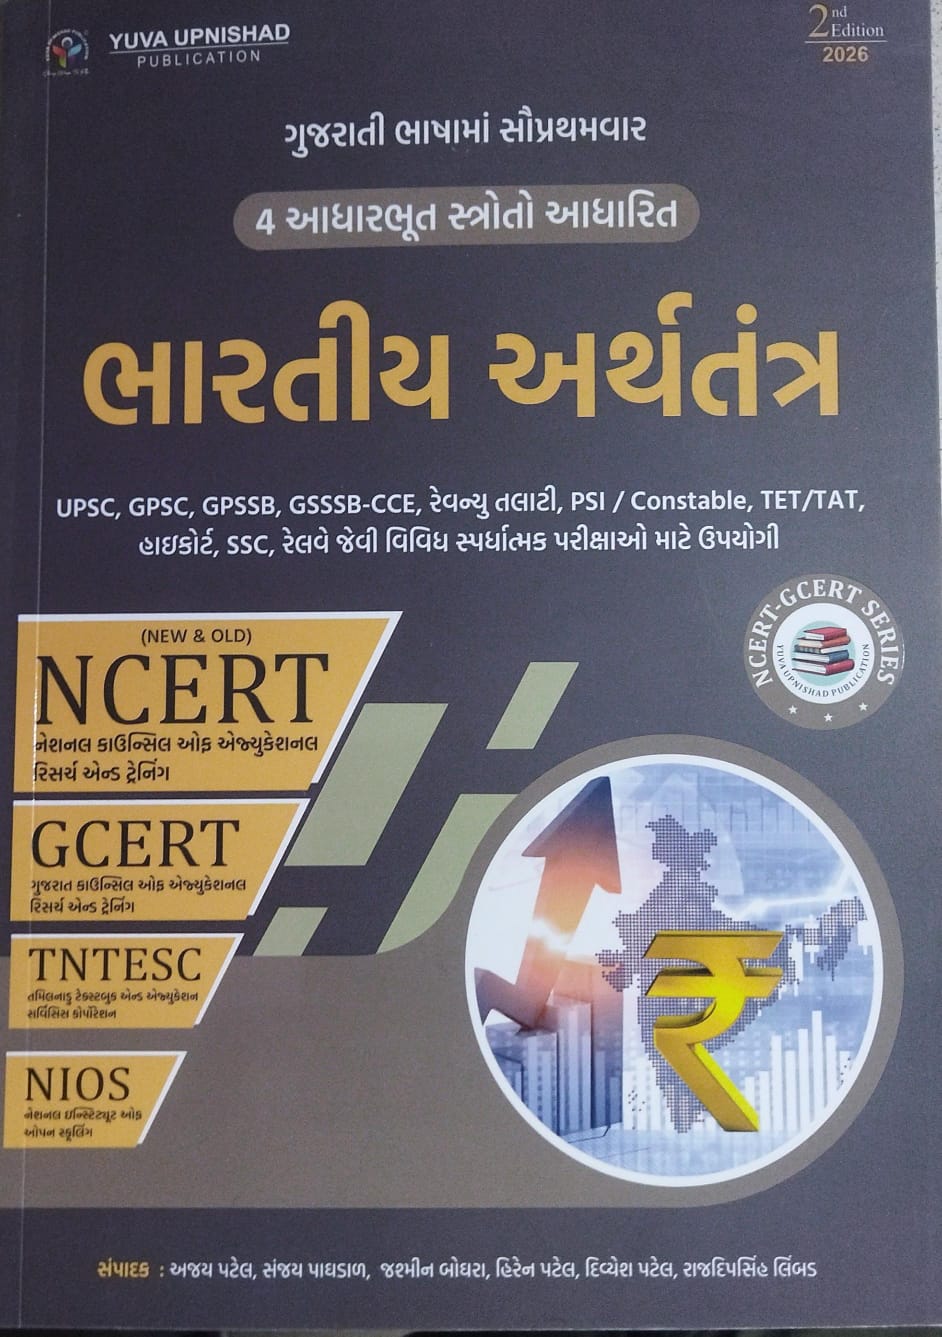 YUVA UPNISHAD
PUBLICATION
2nd Edition
2026
ગુજરાતી ભાષામાં સૌપ્રથમવાર
4 આધારભૂત સ્ત્રોતો આધારિત
ભારતીય અર્થતંત્ર
UPSC, GPSC, GPSSB, GSSSB-CCE, રેવન્યુ તલાટી, PSI / Constable, TET/TAT,
હાઇકોર્ટ, SSC, રેલવે જેવી વિવિધ સ્પર્ધાત્મક પરીક્ષાઓ માટે ઉપયોગી
NCERT-GCERT SERIES
YUVA UPNISHAD PUBLICATION
(NEW & OLD)
NCERT
નેશનલ કાઉન્સિલ ઓફ એજ્યુકેશનલ
રિસર્ચ એન્ડ ટ્રેનિંગ
GCERT
ગુજરાત કાઉન્સિલ ઓફ એજ્યુકેશનલ
રિસર્ચ એન્ડ ટ્રેનિંગ
TNTESC
તમિલનાડુ ટેક્સ્ટબુક એન્ડ એજ્યુકેશન
સર્વિસિસ કોર્પોરેશન
NIOS
નેશનલ ઇન્સ્ટિટ્યૂટ ઓફ
ઓપન સ્કૂલિંગ
₹
સંપાદક : અજય પટેલ, સંજય પાઘડાળ, જશ્મીન બોઘરા, હિરેન પટેલ, દિવ્યેશ પટેલ, રાજદિપસિંહ લિંબડ